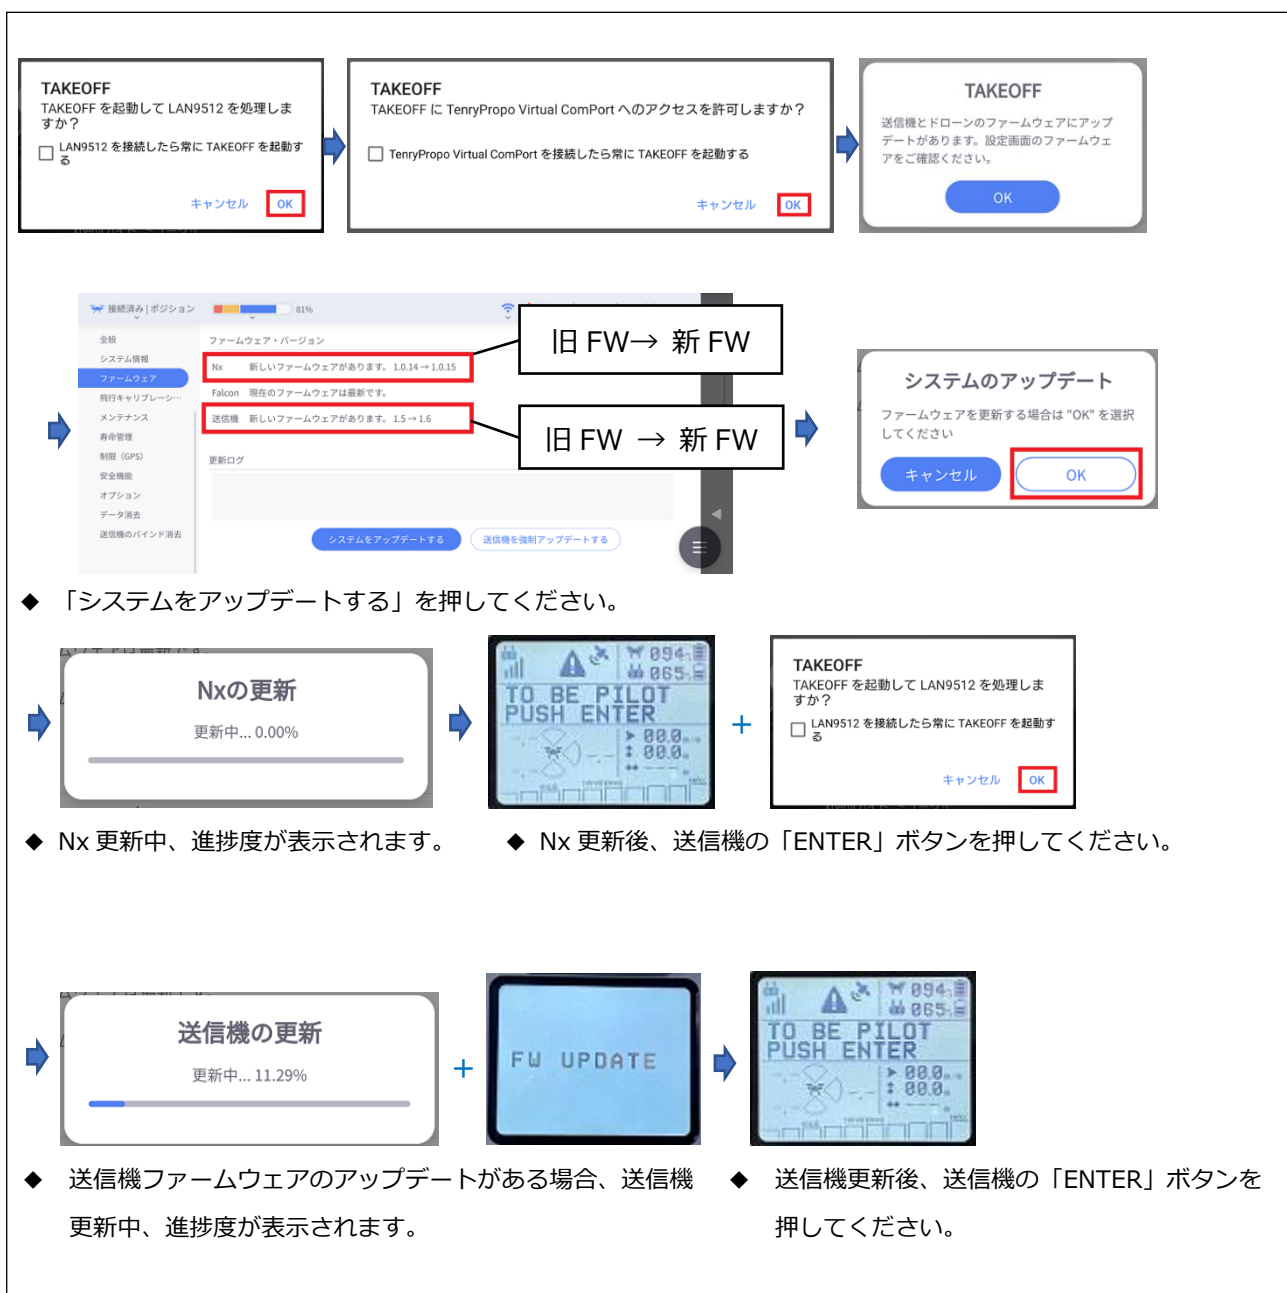 TAKEOFF
TAKEOFF を起動して LAN9512 を処理しま
すか？
LAN9512 を接続したら常に TAKEOFF を起動す
る
キャンセル OK
TAKEOFF
TAKEOFF に TenryPropo Virtual ComPort へのアクセスを許可しますか？
TenryPropo Virtual ComPort を接続したら常に TAKEOFF を起動する
キャンセル OK
TAKEOFF
送信機とドローンのファームウェアにアップ
デートがあります。設定画面のファームウェ
アをご確認ください。
OK
接続済み | ポジション 81%
全般
システム情報
ファームウェア
飛行キャリブレーシ…
メンテナンス
寿命管理
制限（GPS）
安全機能
オプション
データ消去
送信機のバインド消去
ファームウェア・バージョン
Nx 新しいファームウェアがあります。 1.0.14 → 1.0.15
Falcon 現在のファームウェアは最新です。
送信機 新しいファームウェアがあります。 1.5 → 1.6
更新ログ
システムをアップデートする 送信機を強制アップデートする
旧 FW→ 新 FW
旧 FW → 新 FW
システムのアップデート
ファームウェアを更新する場合は "OK" を選択
してください
キャンセル OK
◆ 「システムをアップデートする」を押してください。
Nxの更新
更新中... 0.00%
094
065
TO BE PILOT
PUSH ENTER
00.0
00.0
+
TAKEOFF
TAKEOFF を起動して LAN9512 を処理しま
すか？
LAN9512 を接続したら常に TAKEOFF を起動す
る
キャンセル OK
◆ Nx 更新中、進捗度が表示されます。
◆ Nx 更新後、送信機の「ENTER」ボタンを押してください。
送信機の更新
更新中... 11.29%
+
FW UPDATE
094
065
TO BE PILOT
PUSH ENTER
00.0
00.0
◆ 送信機ファームウェアのアップデートがある場合、送信機
更新中、進捗度が表示されます。
◆ 送信機更新後、送信機の「ENTER」ボタンを
押してください。